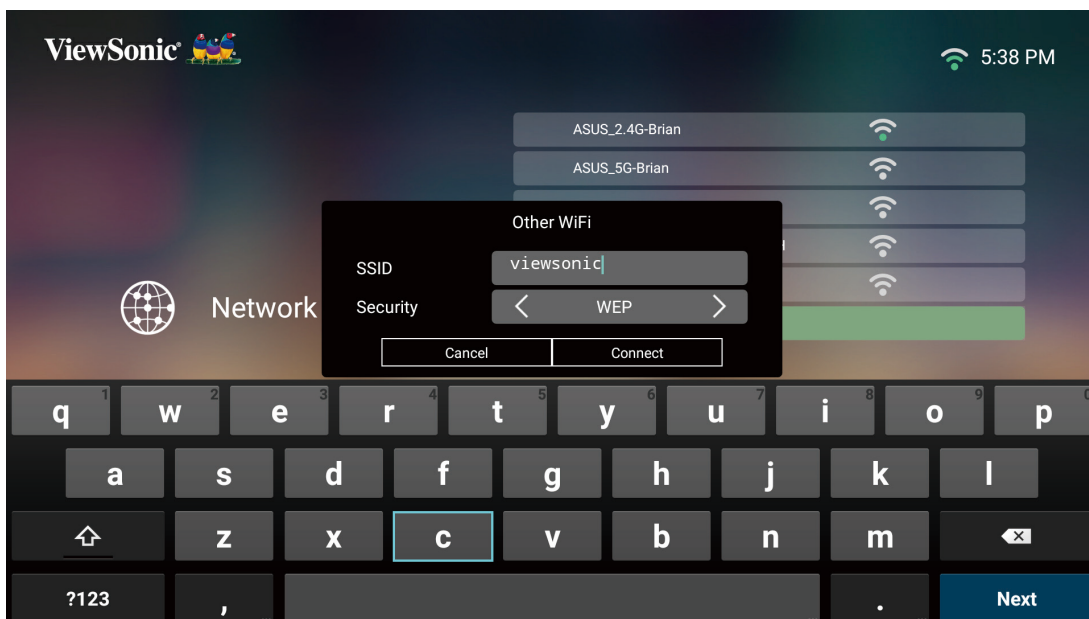 ViewSonic
5:38 PM
ASUS_2.4G-Brian
ASUS_5G-Brian
Other WiFi
SSID
viewsonic
Security
WEP
Cancel
Connect
Network
q 1 w 2 e 3 r 4 t 5 y 6 u 7 i 8 o 9 p 0
a s d f g h j k l
z x c v b n m
?123 , . Next